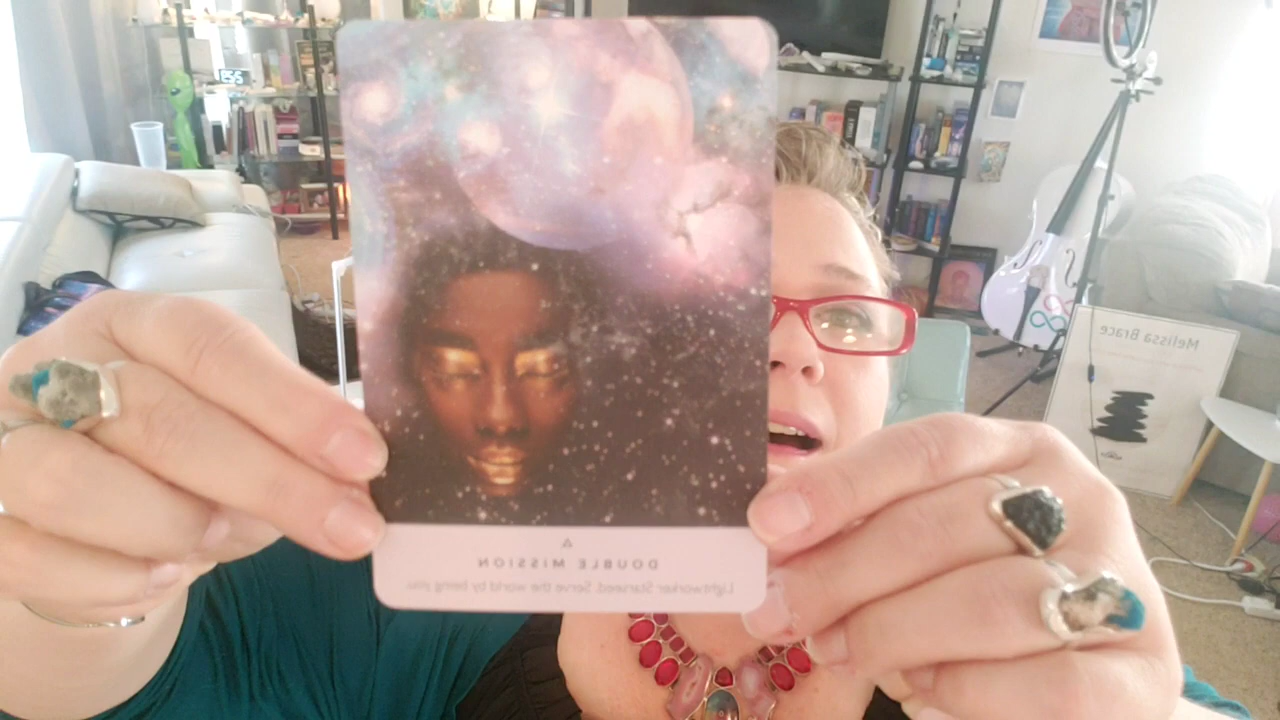 DOUBLE MISSION
Lightworker Starseed. Serve the world by being you.
Melissa Brace